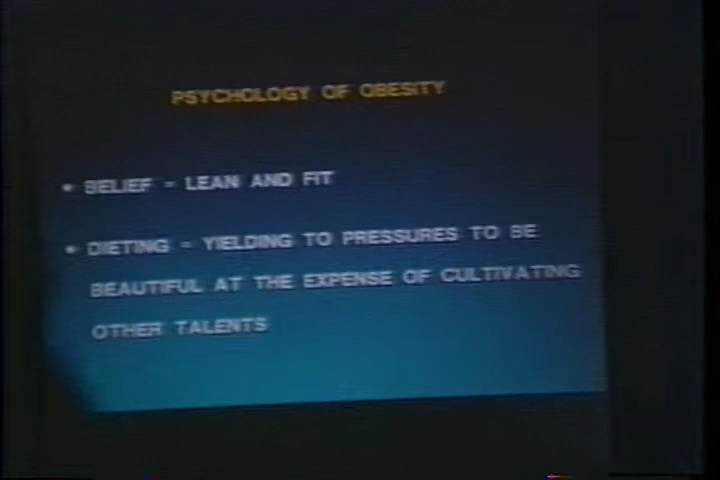 PSYCHOLOGY OF OBESITY
• BELIEF = LEAN AND FIT
• DIETING = YIELDING TO PRESSURES TO BE
BEAUTIFUL AT THE EXPENSE OF CULTIVATING
OTHER TALENTS